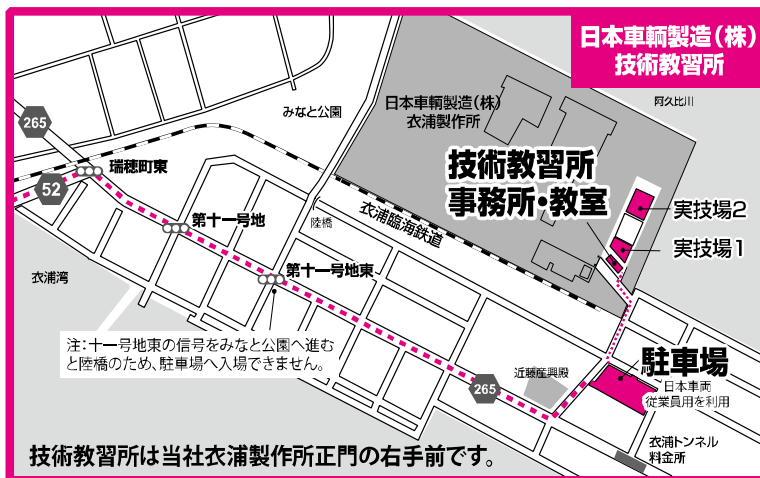 日本車輌製造(株)
技術教習所
阿久比川
みなと公園
日本車輌製造(株)
衣浦製作所
265
瑞穂町東
52
技術教習所
事務所・教室
実技場2
実技場1
第十一号地
陸橋
衣浦臨海鉄道
第十一号地東
衣浦湾
注:十一号地東の信号をみなと公園へ進む
と陸橋のため、駐車場へ入場できません。
駐車場
日本車両
従業員用を利用
近藤産興殿
265
衣浦トンネル
料金所
技術教習所は当社衣浦製作所正門の右手前です。